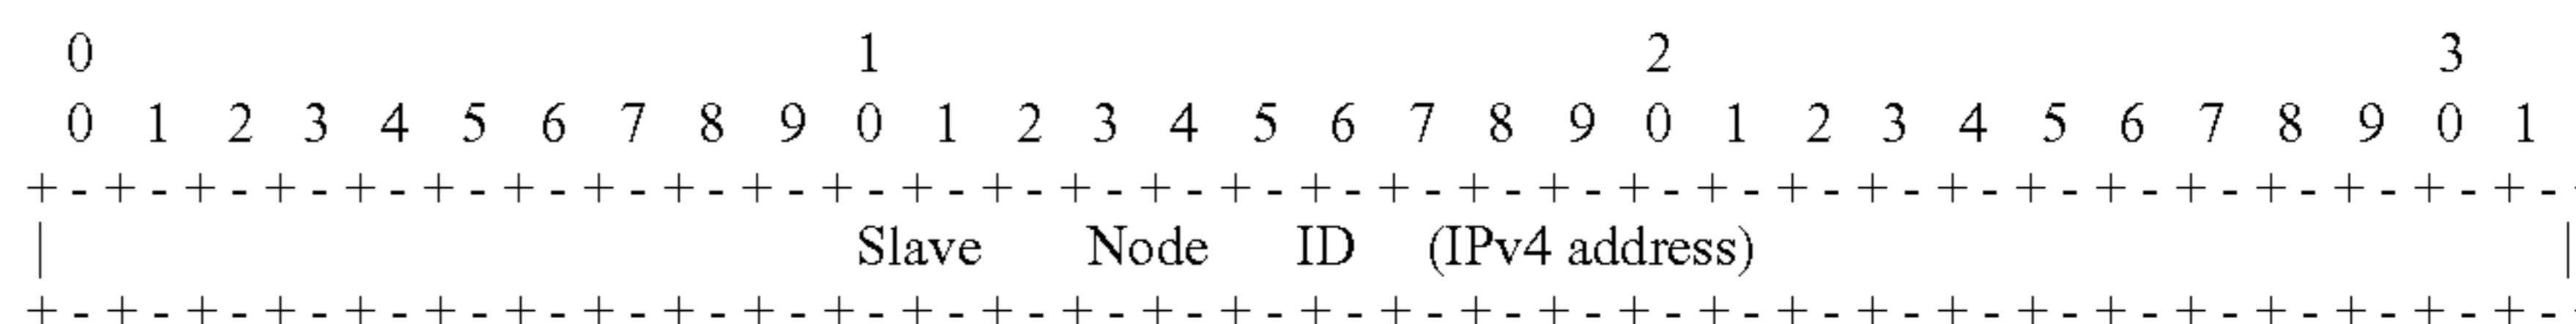 0 1 2 3
0 1 2 3 4 5 6 7 8 9 0 1 2 3 4 5 6 7 8 9 0 1 2 3 4 5 6 7 8 9 0 1
+-+-+-+-+-+-+-+-+-+-+-+-+-+-+-+-+-+-+-+-+-+-+-+-+-+-+-+-+-+-+-+-
| Slave Node ID (IPv4 address) |
+-+-+-+-+-+-+-+-+-+-+-+-+-+-+-+-+-+-+-+-+-+-+-+-+-+-+-+-+-+-+-+-